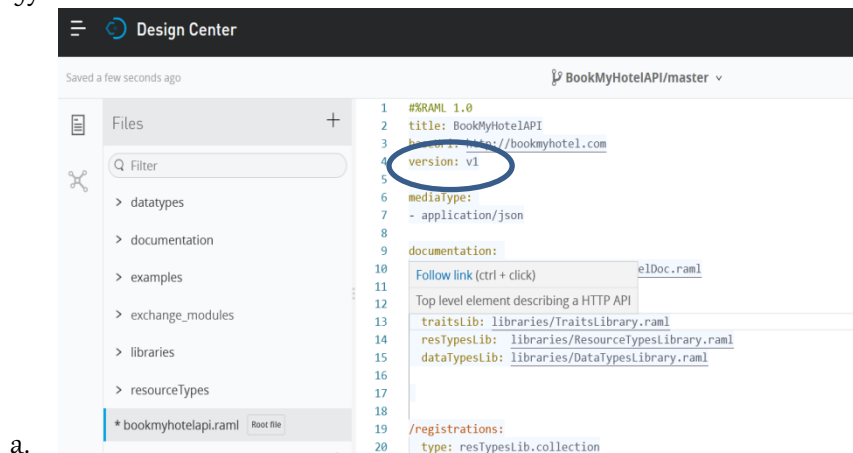 Design Center
Saved a few seconds ago
BookMyHotelAPI/master
Files
Filter
datatypes
documentation
examples
exchange_modules
libraries
resourceTypes
* bookmyhotelapi.raml Root file
1 #%RAML 1.0
2 title: BookMyHotelAPI
3 http://bookmyhotel.com
4 version: v1
5
6 mediaType:
7 - application/json
8
9 documentation:
10 elDoc.raml
11
12
Follow link (ctrl + click)
Top level element describing a HTTP API
13 traitsLib: libraries/TraitsLibrary.raml
14 resTypesLib: libraries/ResourceTypesLibrary.raml
15 dataTypesLib: libraries/DataTypesLibrary.raml
16
17
18
19 /registrations:
20 type: resTypesLib.collection
a.